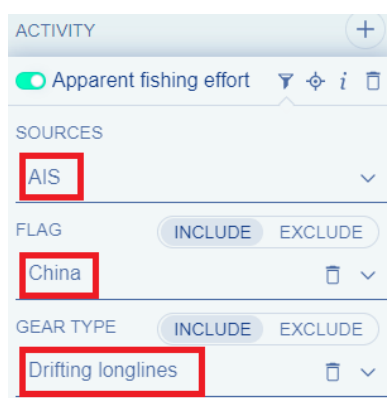 ACTIVITY +
Apparent fishing effort i
SOURCES
AIS
FLAG INCLUDE EXCLUDE
China
GEAR TYPE INCLUDE EXCLUDE
Drifting longlines